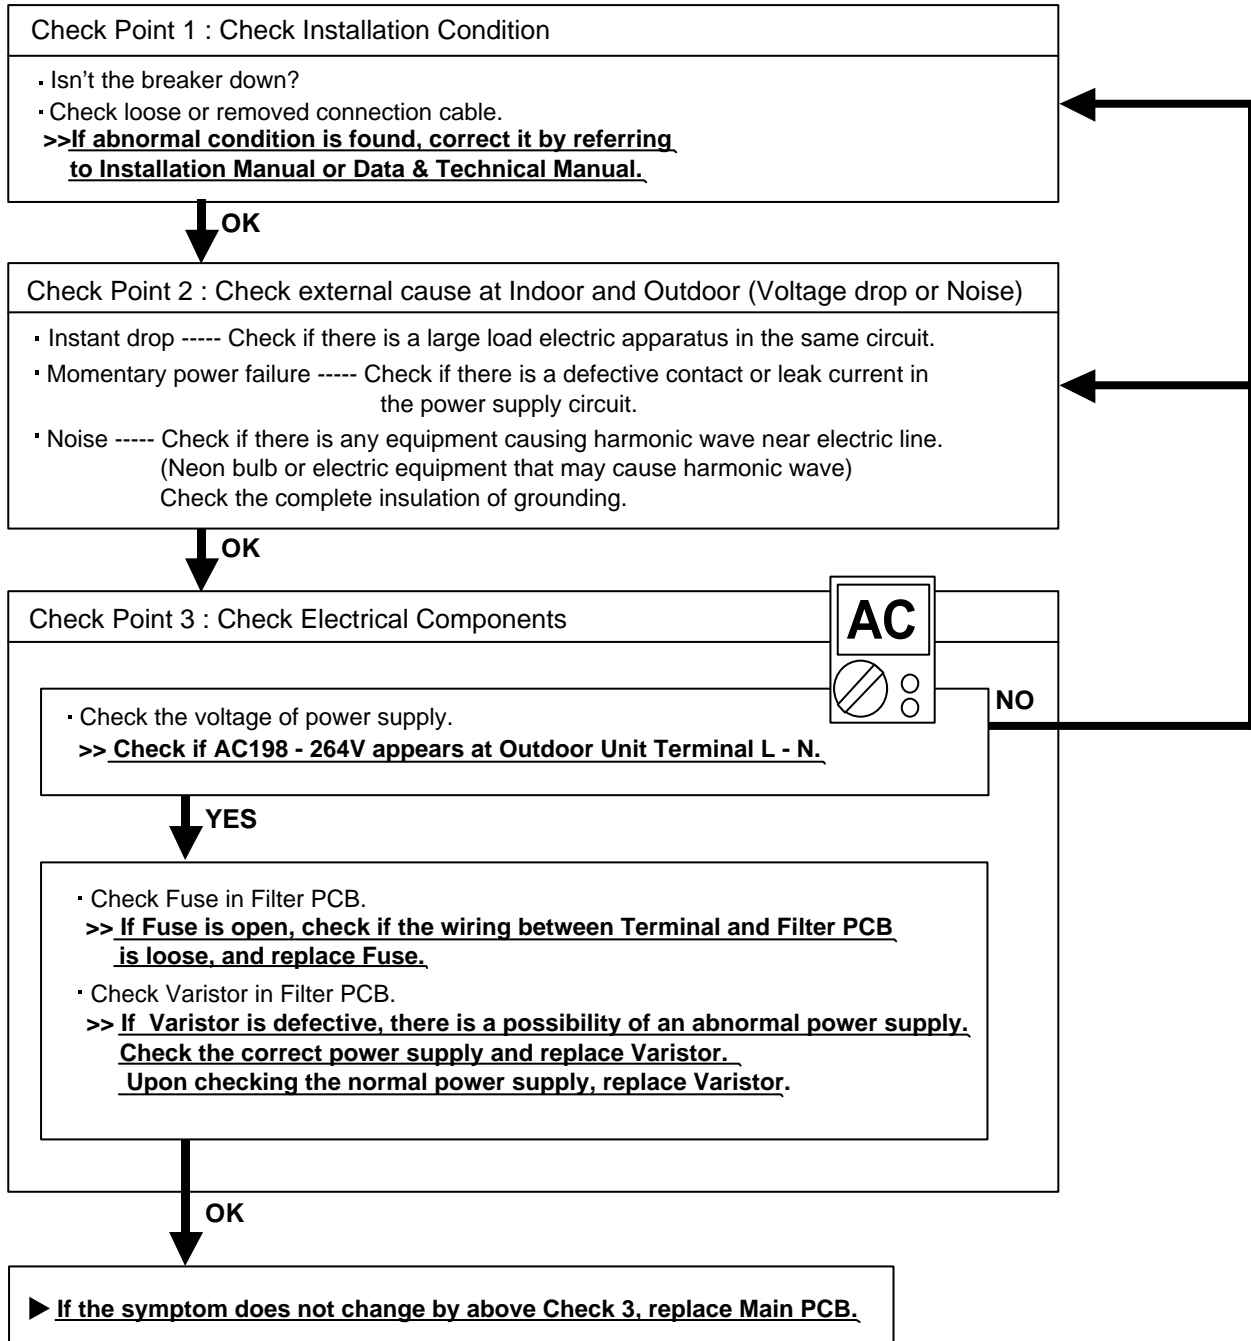 Check Point 1 : Check Installation Condition
· Isn't the breaker down?
· Check loose or removed connection cable.
>>If abnormal condition is found, correct it by referring
to Installation Manual or Data & Technical Manual.
OK
Check Point 2 : Check external cause at Indoor and Outdoor (Voltage drop or Noise)
· Instant drop ----- Check if there is a large load electric apparatus in the same circuit.
· Momentary power failure ----- Check if there is a defective contact or leak current in
the power supply circuit.
· Noise ----- Check if there is any equipment causing harmonic wave near electric line.
(Neon bulb or electric equipment that may cause harmonic wave)
Check the complete insulation of grounding.
OK
Check Point 3 : Check Electrical Components
AC
NO
· Check the voltage of power supply.
>> Check if AC198 - 264V appears at Outdoor Unit Terminal L - N.
YES
· Check Fuse in Filter PCB.
>> If Fuse is open, check if the wiring between Terminal and Filter PCB
is loose, and replace Fuse.
· Check Varistor in Filter PCB.
>> If  Varistor is defective, there is a possibility of an abnormal power supply.
Check the correct power supply and replace Varistor.
Upon checking the normal power supply, replace Varistor.
OK
▶ If the symptom does not change by above Check 3, replace Main PCB.